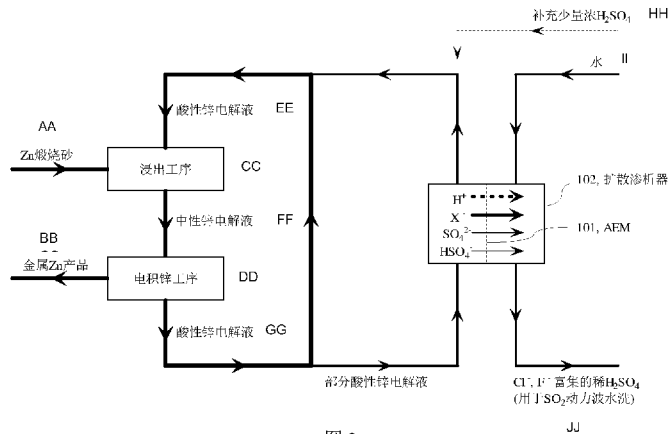 补充少量浓H₂SO₄ HH
水 II
酸性锌电解液 EE
AA
Zn煅烧砂
浸出工序 CC
102, 扩散渗析器
H⁺
X⁻
中性锌电解液 FF
SO₄²⁻
101, AEM
BB
HSO₄⁻
金属Zn产品
电积锌工序 DD
酸性锌电解液 GG
部分酸性锌电解液
Cl⁻, F⁻富集的稀H₂SO₄
(用于SO₂动力波水洗)
JJ